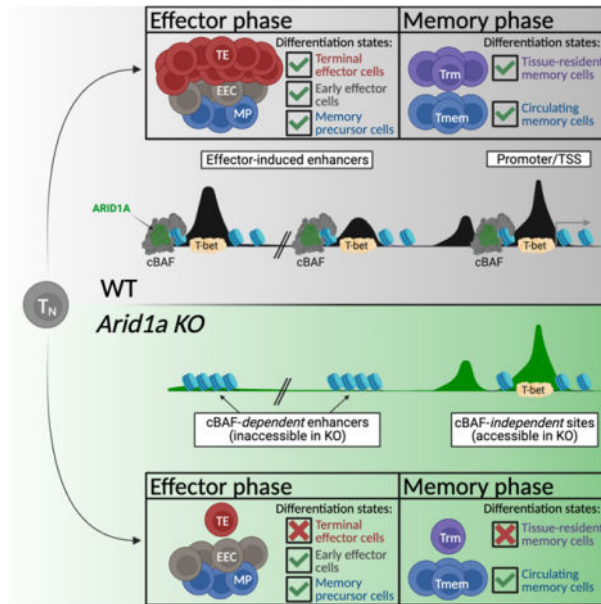 Effector phase
Memory phase
Differentiation states:
TE
EEC
MP
Terminal
effector cells
Early effector
cells
Memory
precursor cells
Differentiation states:
Trm
Tmem
Tissue-resident
memory cells
Circulating
memory cells
Effector-induced enhancers
Promoter/TSS
ARID1A
T-bet
T-bet
T-bet
cBAF
cBAF
cBAF
WT
TN
Arid1a KO
T-bet
cBAF-dependent enhancers
(inaccessible in KO)
cBAF-independent sites
(accessible in KO)
Effector phase
Memory phase
Differentiation states:
TE
EEC
MP
Terminal
effector cells
Early effector
cells
Memory
precursor cells
Differentiation states:
Trm
Tmem
Tissue-resident
memory cells
Circulating
memory cells